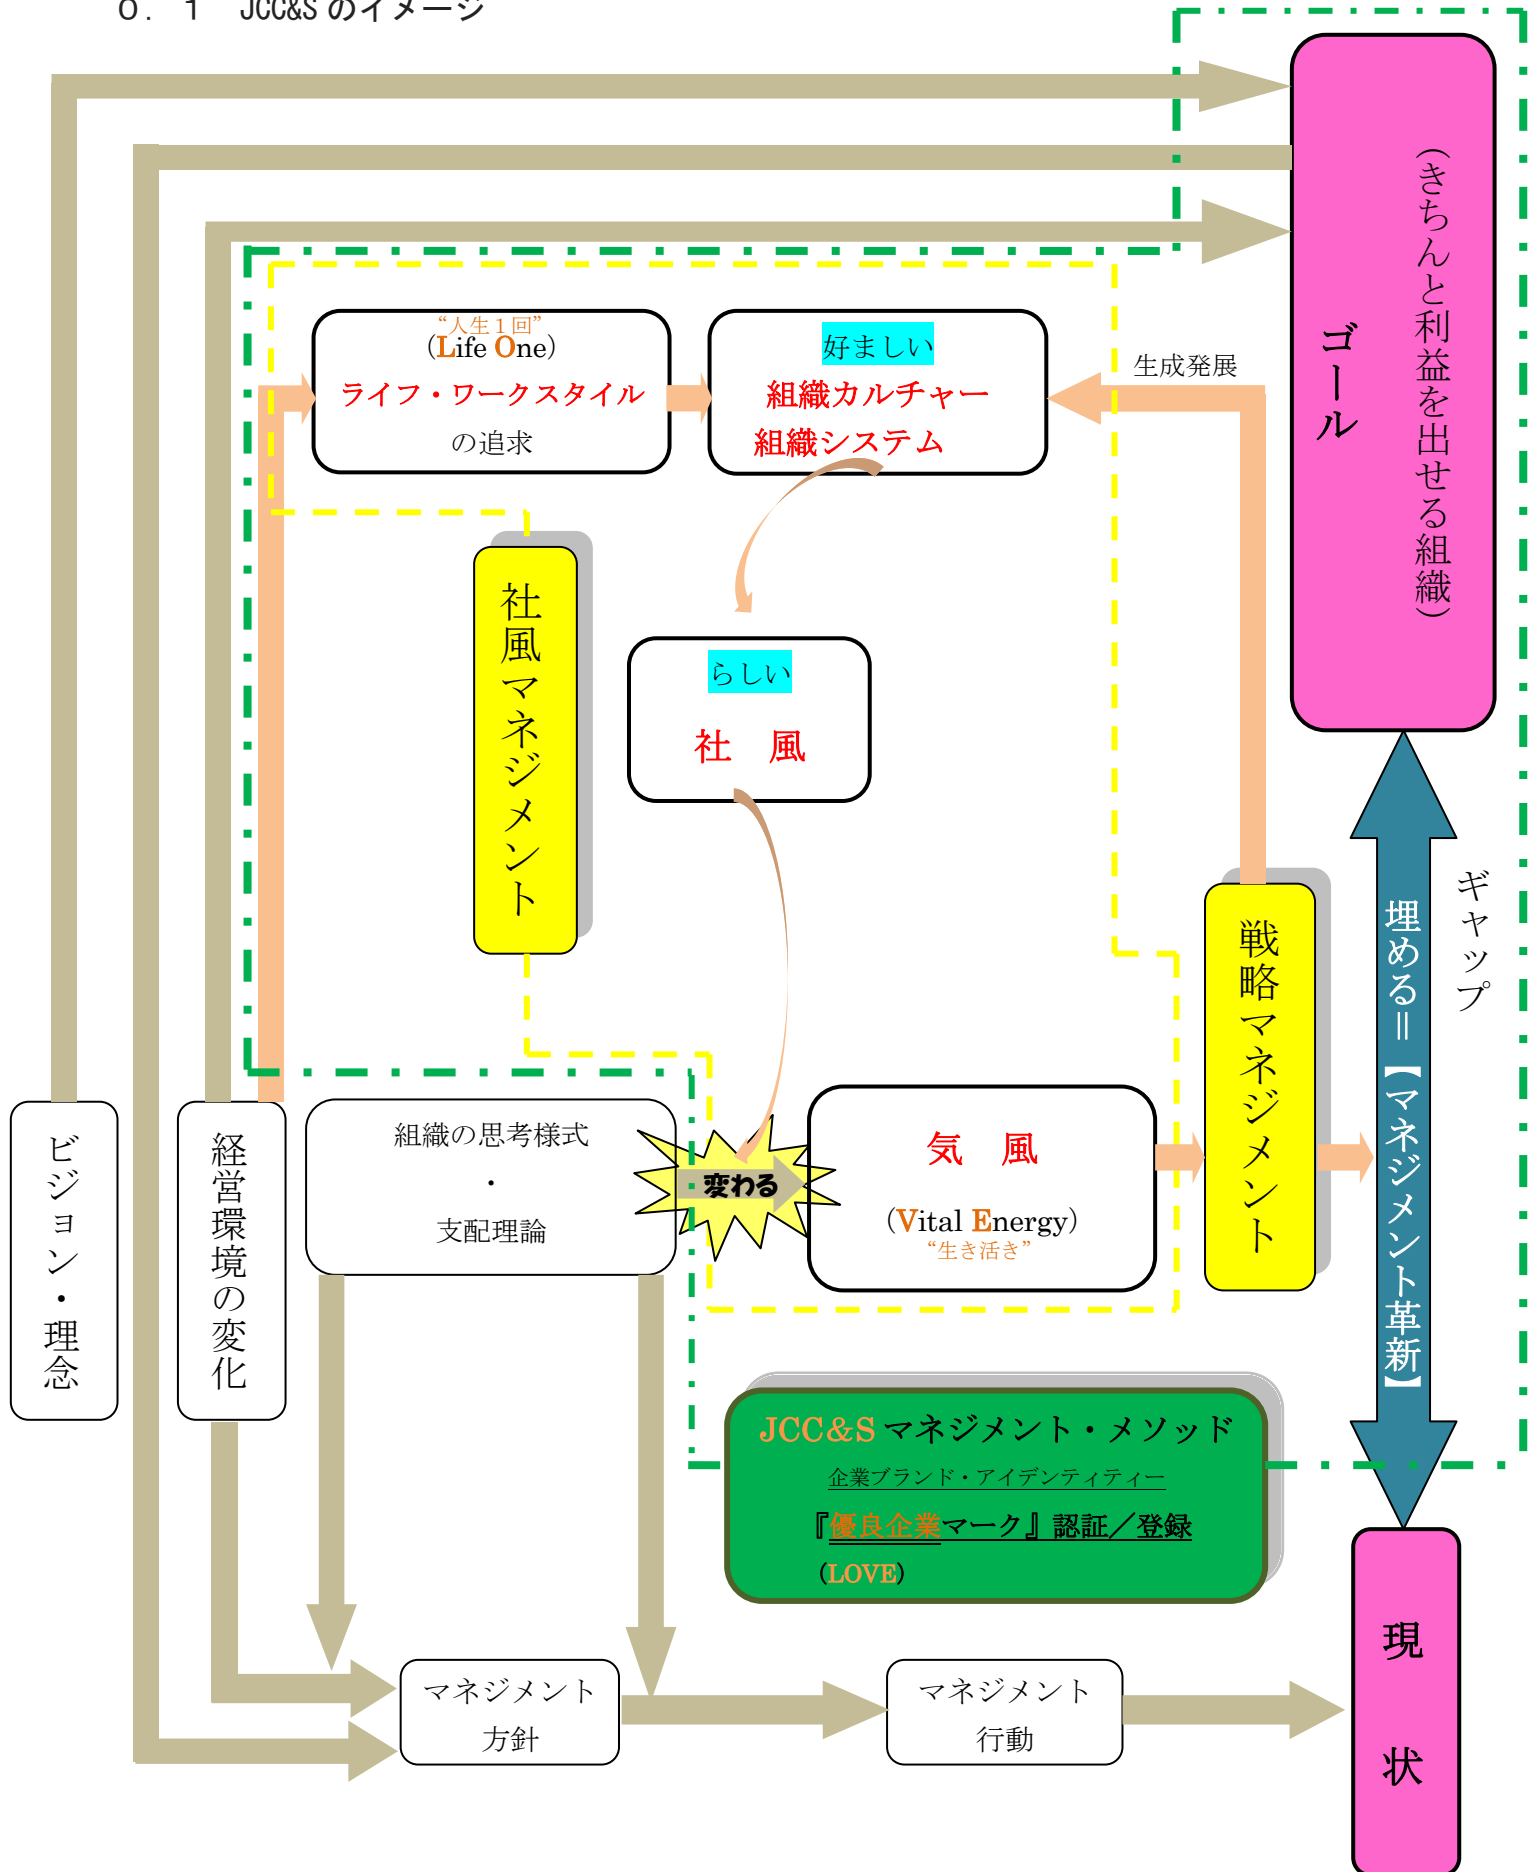 ０．１　JCC&Sのイメージ
ゴール
（きちんと利益を出せる組織）
“人生１回”
（Life One）
ライフ・ワークスタイル
の追求
好ましい
組織カルチャー
組織システム
生成発展
社風マネジメント
らしい
社　風
戦略マネジメント
ギャップ
埋める＝【マネジメント革新】
ビジョン・理念
経営環境の変化
組織の思考様式
・
支配理論
変わる
気　風
（Vital Energy）
“生き活き”
JCC&Sマネジメント・メソッド
企業ブランド・アイデンティティー
『優良企業マーク』認証／登録
（LOVE）
マネジメント
方針
マネジメント
行動
現　状